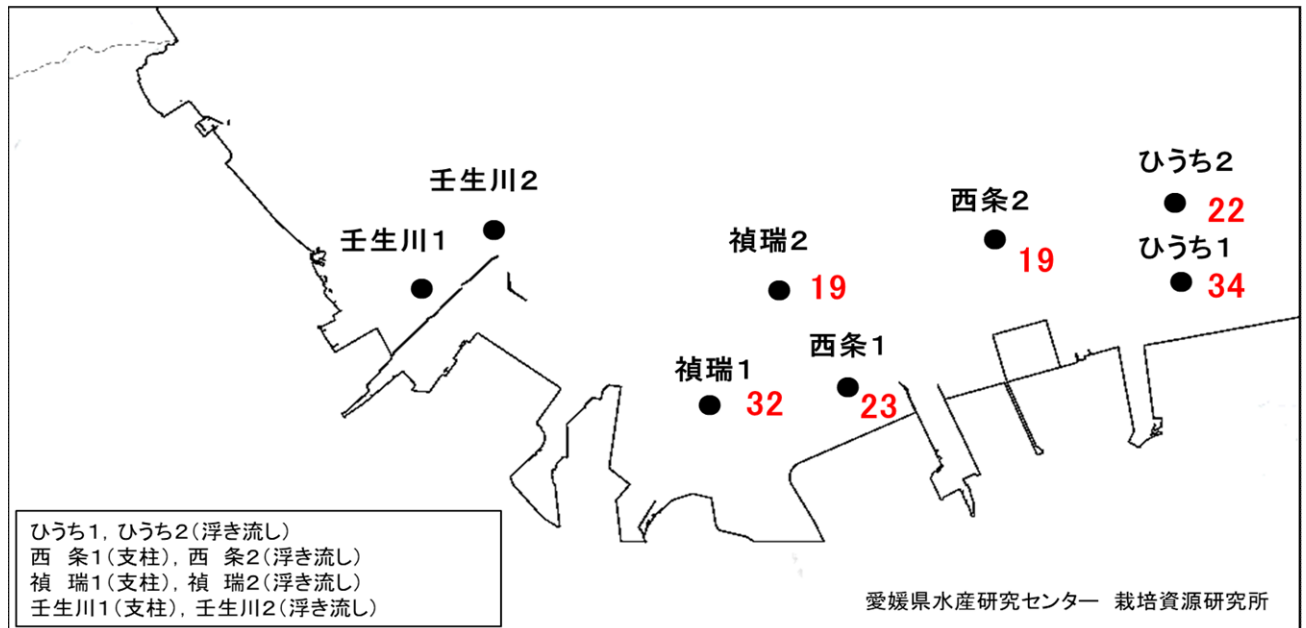 ひうち2
壬生川2
22
西条2
壬生川1
禎瑞2
19
ひうち1
19
34
西条1
禎瑞1
32
23
ひうち1，ひうち2(浮き流し)
西　条1(支柱)，西　条2(浮き流し)
禎　瑞1(支柱)，禎　瑞2(浮き流し)
壬生川1(支柱)，壬生川2(浮き流し)
愛媛県水産研究センター　栽培資源研究所